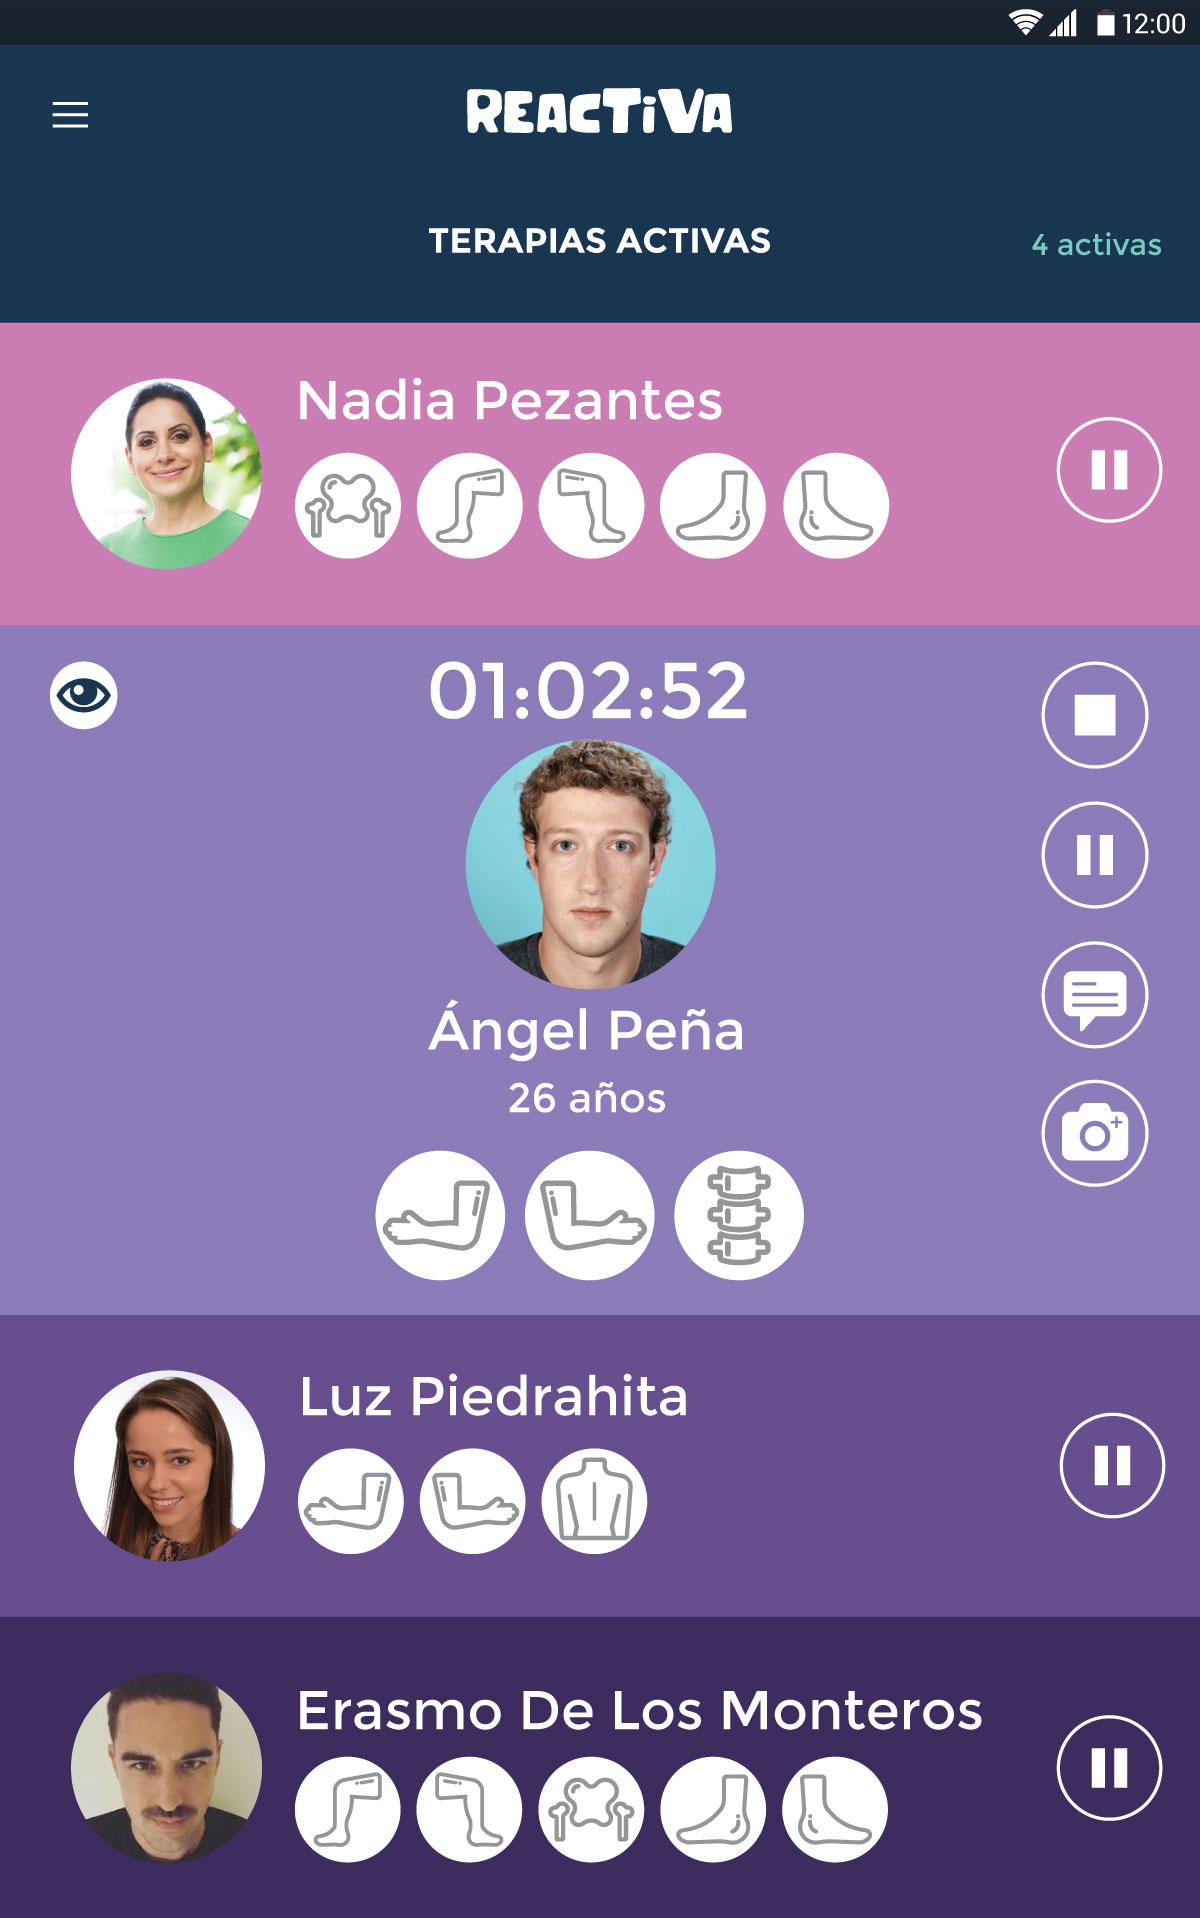 12:00
REACTiVA
TERAPIAS ACTIVAS
4 activas
Nadia Pezantes
01:02:52
Ángel Peña
26 años
Luz Piedrahita
Erasmo De Los Monteros